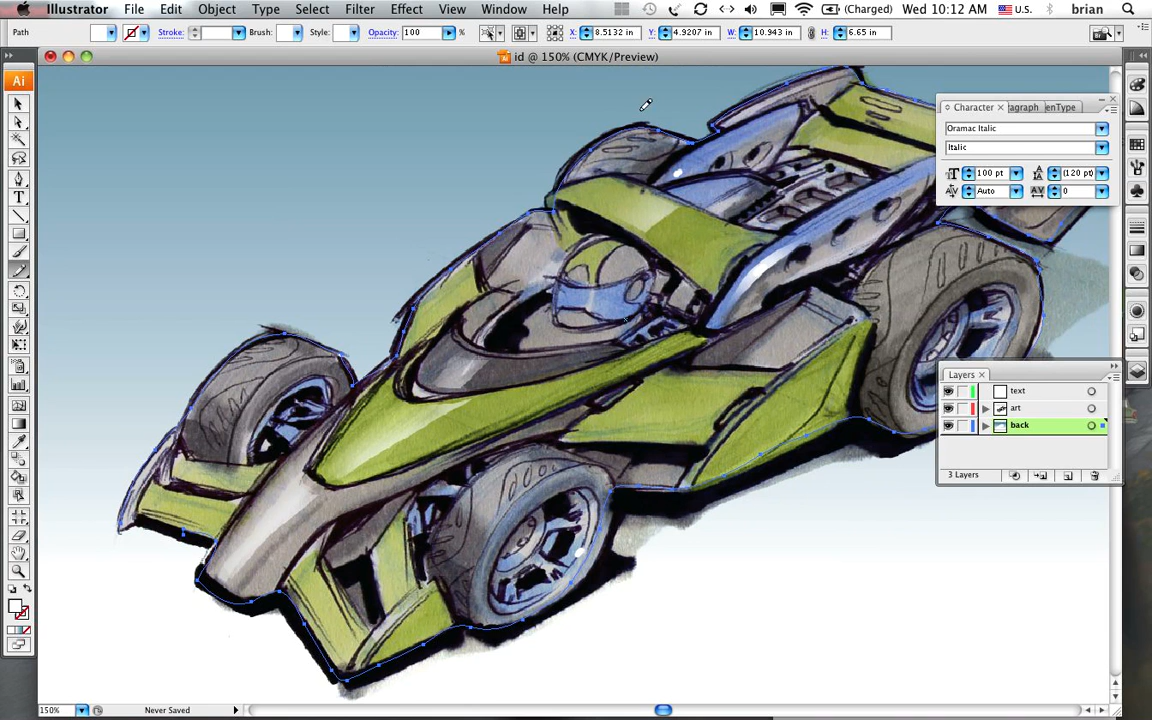 Illustrator File Edit Object Type Select Filter Effect View Window Help (Charged) Wed 10:12 AM U.S. brian
Path Stroke: Brush: Style: Opacity: 100 % X: 8.5132 in Y: 4.9207 in W: 10.943 in H: 6.65 in
id @ 150% (CMYK/Preview)
Ai
Character × ragraph enType
Oramac Italic
Italic
100 pt (120 pt)
Auto 0
Layers ×
text
art
back
3 Layers
150% Never Saved